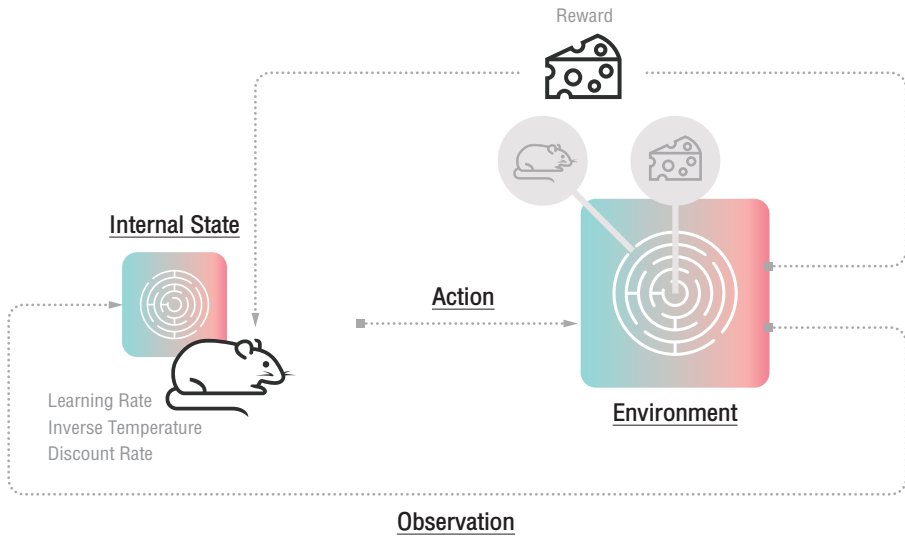 Reward
Internal State
Action
Learning Rate
Inverse Temperature
Discount Rate
Environment
Observation